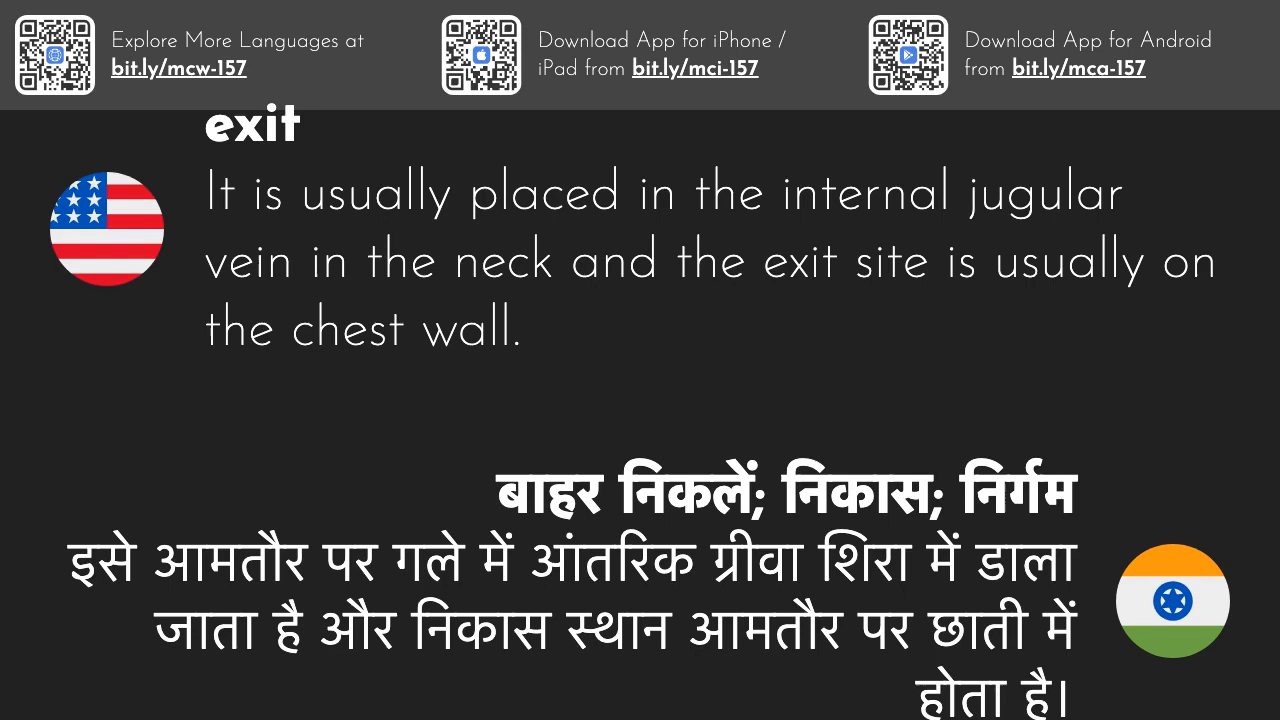 Explore More Languages at
bit.ly/mcw-157
Download App for iPhone /
iPad from bit.ly/mci-157
Download App for Android
from bit.ly/mca-157
exit
It is usually placed in the internal jugular
vein in the neck and the exit site is usually on
the chest wall.
बाहर निकलें; निकास; निर्गम
इसे आमतौर पर गले में आंतरिक ग्रीवा शिरा में डाला
जाता है और निकास स्थान आमतौर पर छाती में
होता है।